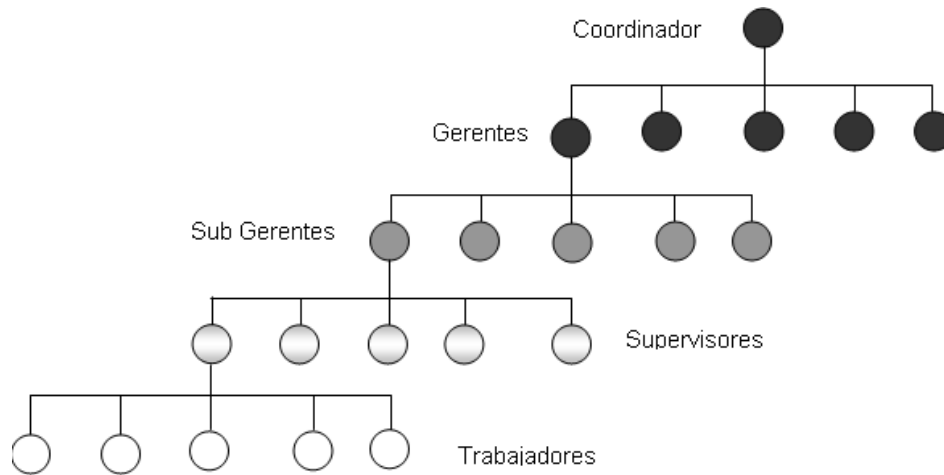 Coordinador
Gerentes
Sub Gerentes
Supervisores
Trabajadores